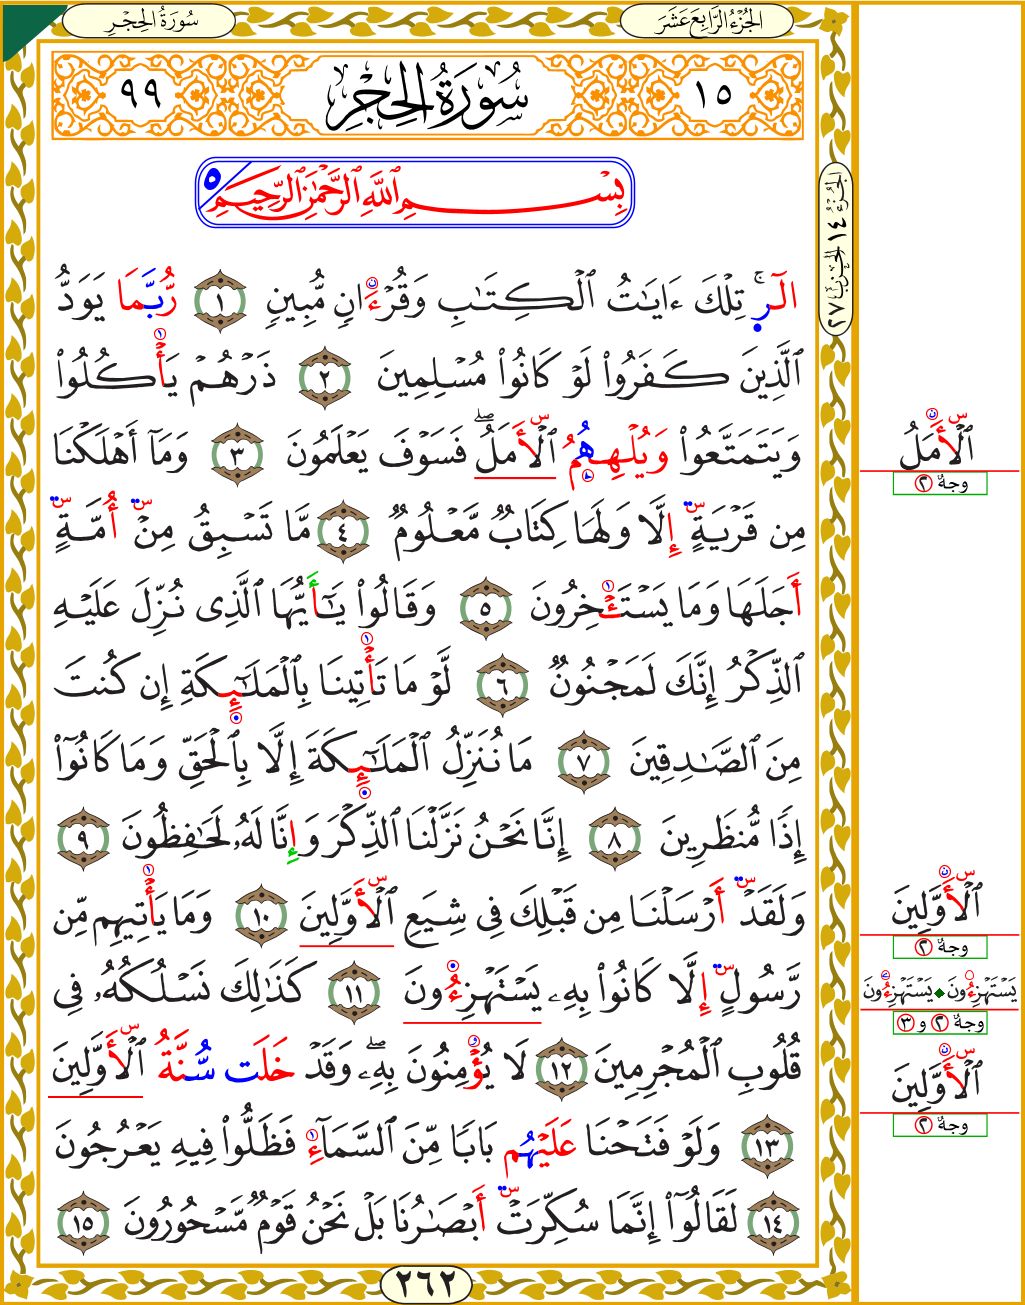 سُورَةُ الحِجْرِ
الجُزْءُ الرَّابِعَ عَشَرَ
١٥ سُورَةُ الحِجْرِ ٩٩
بِسْمِ ٱللَّهِ ٱلرَّحْمَٰنِ ٱلرَّحِيمِ ٥
الجُزْءُ ١٤ الحِزْبُ ٢٧
الٓرۚ تِلْكَ ءَايَٰتُ ٱلْكِتَٰبِ وَقُرْءَانٖ مُّبِينٖ ١ رُّبَّمَا يَوَدُّ
ٱلَّذِينَ كَفَرُواْ لَوْ كَانُواْ مُسْلِمِينَ ٢ ذَرْهُمْ يَأْكُلُواْ
وَيَتَمَتَّعُواْ وَيُلْهِهُمُ ٱلْأَمَلُۖ فَسَوْفَ يَعْلَمُونَ ٣ وَمَآ أَهْلَكْنَا
مِن قَرْيَةٍ إِلَّا وَلَهَا كِتَابٞ مَّعْلُومٞ ٤ مَّا تَسْبِقُ مِنْ أُمَّةٍ
أَجَلَهَا وَمَا يَسْتَـْٔخِرُونَ ٥ وَقَالُواْ يَٰٓأَيُّهَا ٱلَّذِي نُزِّلَ عَلَيْهِ
ٱلذِّكْرُ إِنَّكَ لَمَجْنُونٞ ٦ لَّوْ مَا تَأْتِينَا بِٱلْمَلَٰٓئِكَةِ إِن كُنتَ
مِنَ ٱلصَّٰدِقِينَ ٧ مَا نُنَزِّلُ ٱلْمَلَٰٓئِكَةَ إِلَّا بِٱلْحَقِّ وَمَا كَانُوٓاْ
إِذٗا مُّنظَرِينَ ٨ إِنَّا نَحْنُ نَزَّلْنَا ٱلذِّكْرَ وَإِنَّا لَهُۥ لَحَٰفِظُونَ ٩
وَلَقَدْ أَرْسَلْنَا مِن قَبْلِكَ فِي شِيَعِ ٱلْأَوَّلِينَ ١٠ وَمَا يَأْتِيهِم مِّن
رَّسُولٍ إِلَّا كَانُواْ بِهِۦ يَسْتَهْزِءُونَ ١١ كَذَٰلِكَ نَسْلُكُهُۥ فِي
قُلُوبِ ٱلْمُجْرِمِينَ ١٢ لَا يُؤْمِنُونَ بِهِۦۖ وَقَدْ خَلَت سُّنَّةُ ٱلْأَوَّلِينَ
١٣ وَلَوْ فَتَحْنَا عَلَيْهُم بَابٗا مِّنَ ٱلسَّمَآءِ فَظَلُّواْ فِيهِ يَعْرُجُونَ
١٤ لَقَالُوٓاْ إِنَّمَا سُكِّرَتْ أَبْصَٰرُنَا بَلْ نَحْنُ قَوْمٞ مَّسْحُورُونَ ١٥
٢٦٢
ٱلْأَمَلُ
وجهٌ ٢
ٱلْأَوَّلِينَ
وجهٌ ٢
يَسْتَهْزِءُونَ ◆ يَسْتَهْزِءُونَ
وجهٌ ٢ و ٣
ٱلْأَوَّلِينَ
وجهٌ ٢